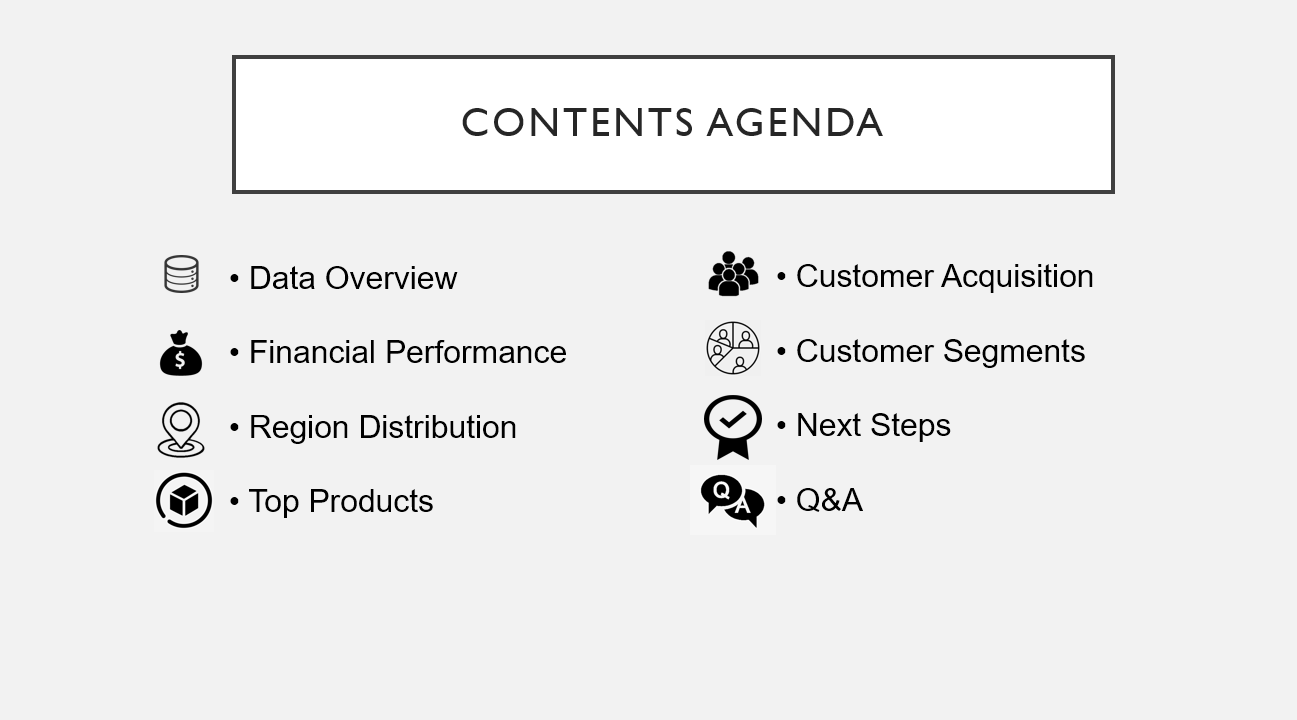 CONTENTS AGENDA
• Data Overview
• Financial Performance
• Region Distribution
• Top Products
• Customer Acquisition
• Customer Segments
• Next Steps
• Q&A
$
Q
A